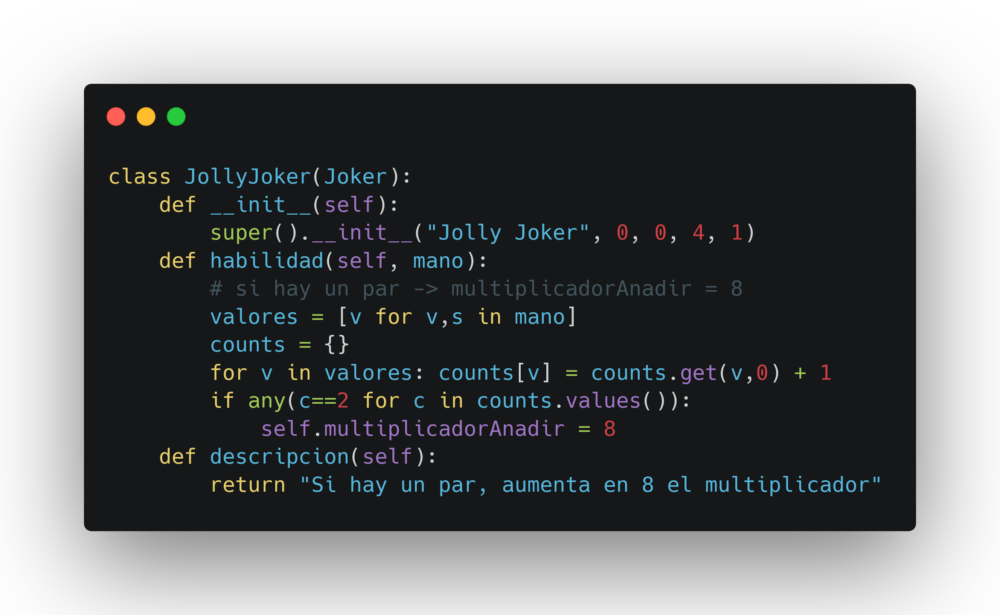 class JollyJoker(Joker):
    def __init__(self):
        super().__init__("Jolly Joker", 0, 0, 4, 1)
    def habilidad(self, mano):
        # si hay un par -> multiplicadorAnadir = 8
        valores = [v for v,s in mano]
        counts = {}
        for v in valores: counts[v] = counts.get(v,0) + 1
        if any(c==2 for c in counts.values()):
            self.multiplicadorAnadir = 8
    def descripcion(self):
        return "Si hay un par, aumenta en 8 el multiplicador"